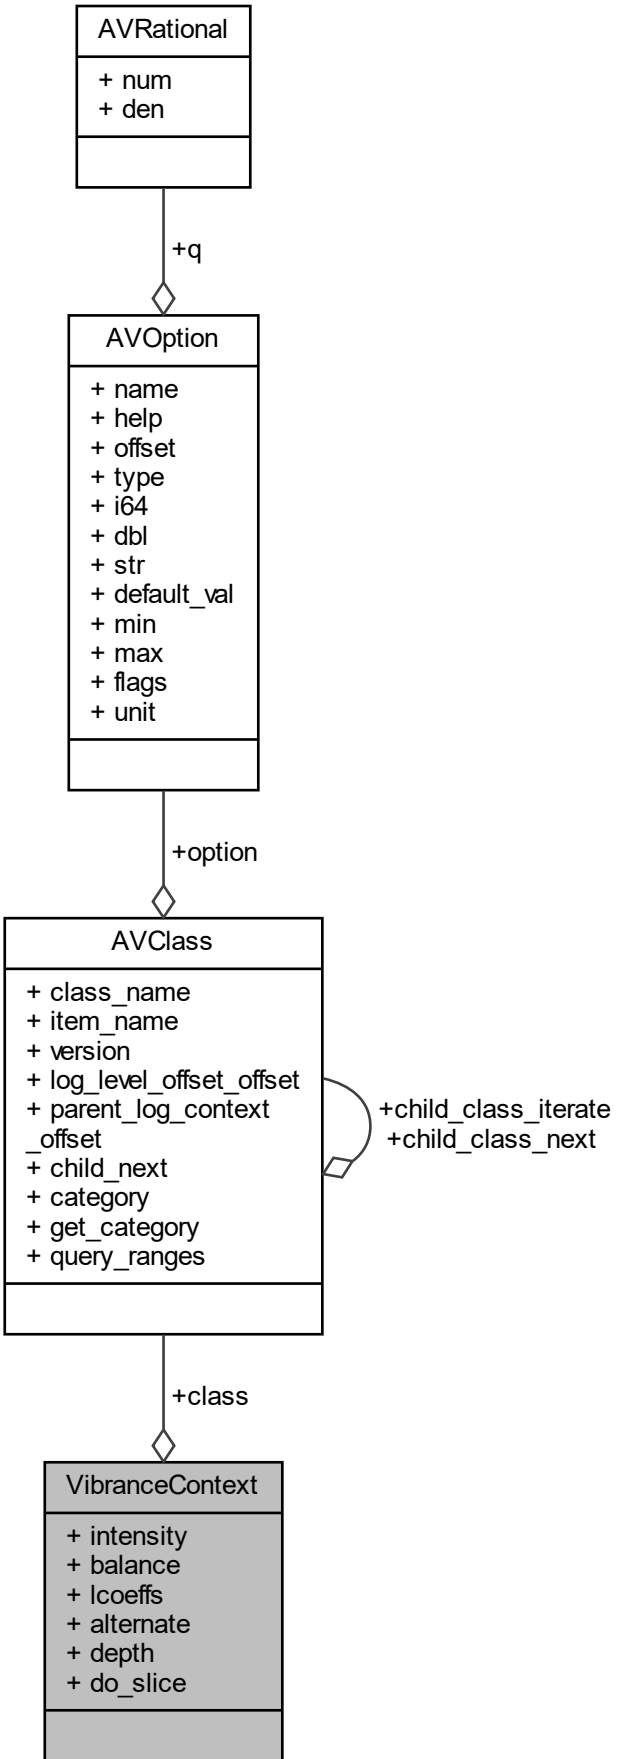 AVRational
+ num
+ den
+q
AVOption
+ name
+ help
+ offset
+ type
+ i64
+ dbl
+ str
+ default_val
+ min
+ max
+ flags
+ unit
+option
AVClass
+ class_name
+ item_name
+ version
+ log_level_offset_offset
+ parent_log_context
_offset
+ child_next
+ category
+ get_category
+ query_ranges
+child_class_iterate
+child_class_next
+class
VibranceContext
+ intensity
+ balance
+ lcoeffs
+ alternate
+ depth
+ do_slice